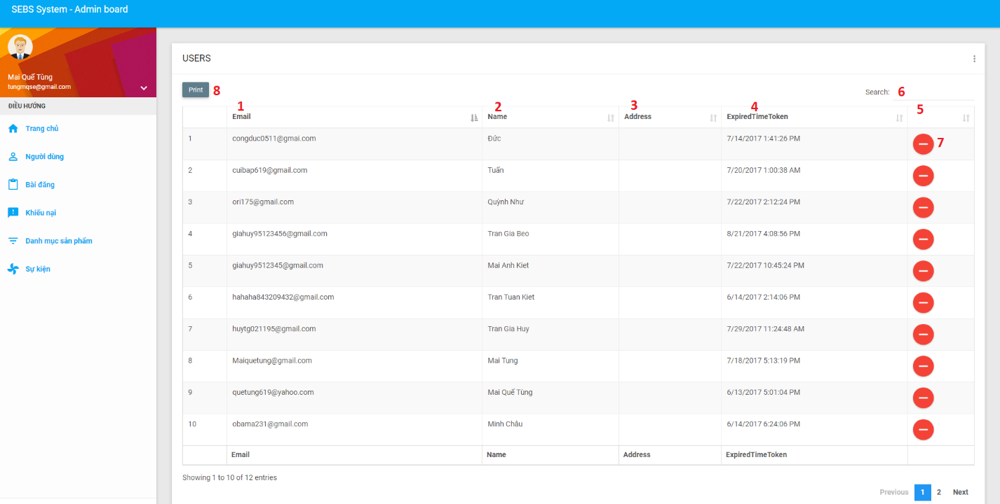 SEBS System - Admin board
Mai Quế Tùng
tungmqse@gmail.com
ĐIỀU HƯỚNG
Trang chủ
Người dùng
Bài đăng
Khiếu nại
Danh mục sản phẩm
Sự kiện
USERS
Print 8
Search: 6
1 2 3 4 5
Email Name Address ExpiredTimeToken
1 congduc0511@gmai.com Đức 7/14/2017 1:41:26 PM 7
2 cuibap619@gmail.com Tuấn 7/20/2017 1:00:38 AM
3 ori175@gmail.com Quỳnh Như 7/22/2017 2:12:24 PM
4 giahuy95123456@gmail.com Tran Gia Beo 8/21/2017 4:08:56 PM
5 giahuy9512345@gmail.com Mai Anh Kiet 7/22/2017 10:45:24 PM
6 hahaha843209432@gmail.com Tran Tuan Kiet 6/14/2017 2:14:06 PM
7 huytg021195@gmail.com Tran Gia Huy 7/29/2017 11:24:48 AM
8 Maiquetung@gmail.com Mai Tung 7/18/2017 5:13:19 PM
9 quetung619@yahoo.com Mai Quế Tùng 6/13/2017 5:01:04 PM
10 obama231@gmail.com Minh Châu 6/14/2017 6:24:06 PM
Email Name Address ExpiredTimeToken
Showing 1 to 10 of 12 entries
Previous 1 2 Next